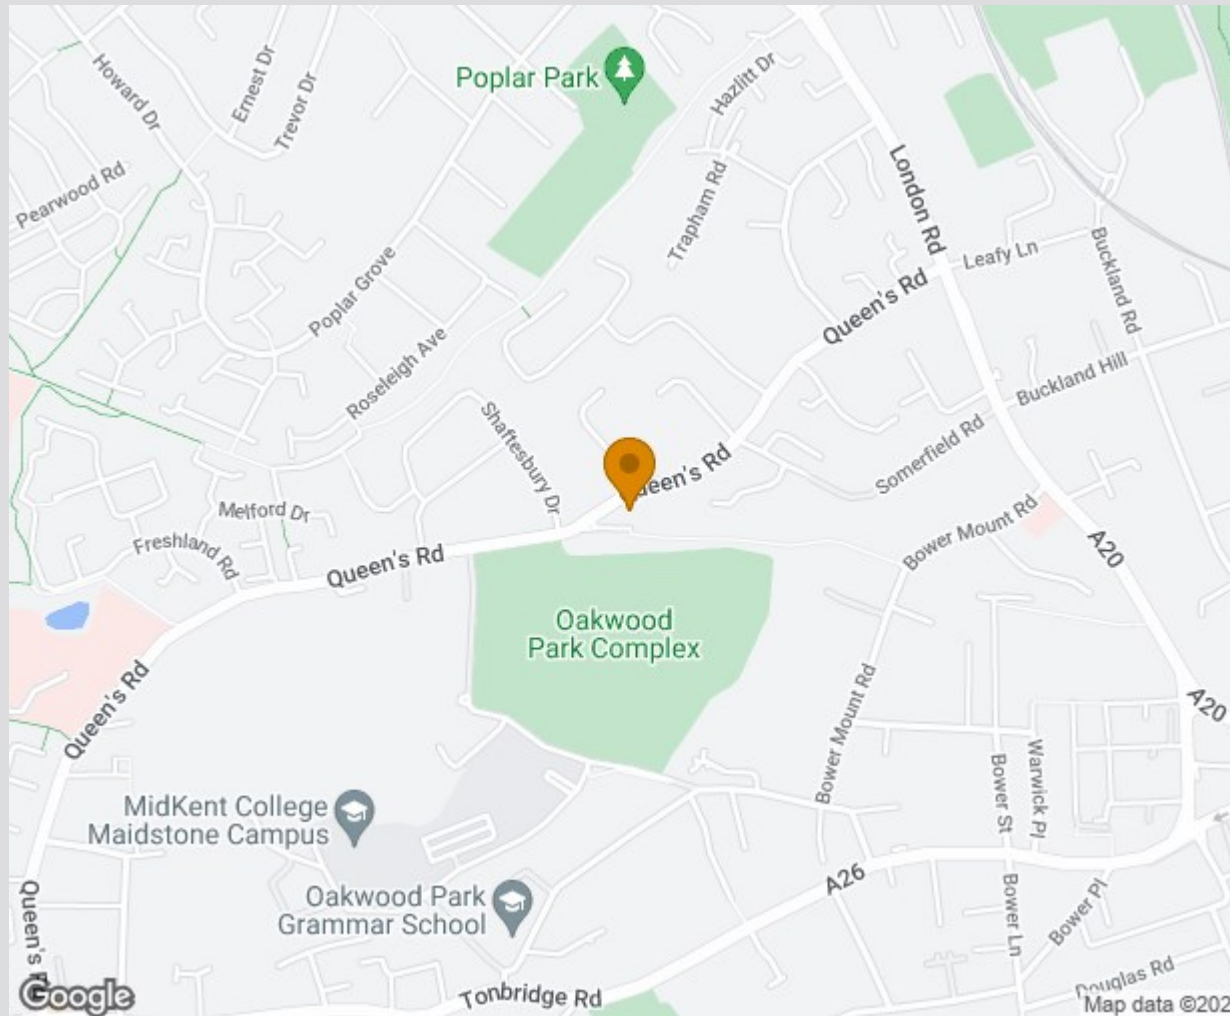 Poplar Park
Hazlitt Dr
Howard Dr
Ernest Dr
Trevor Dr
Pearwood Rd
Trapham Rd
London Rd
Leafy Ln
Buckland Rd
Poplar Grove
Queen's Rd
Roseleigh Ave
Buckland Hill
Shaftesbury Dr
Somerfield Rd
Queen's Rd
Melford Dr
Freshland Rd
Queen's Rd
Bower Mount Rd
A20
Oakwood
Park Complex
Queen's Rd
Bower Mount Rd
A20
Warwick Pl
Bower St
MidKent College
Maidstone Campus
A26
Oakwood Park
Grammar School
Queen's R
Bower Ln
Bower Pl
Douglas Rd
Google
Tonbridge Rd
Map data ©202